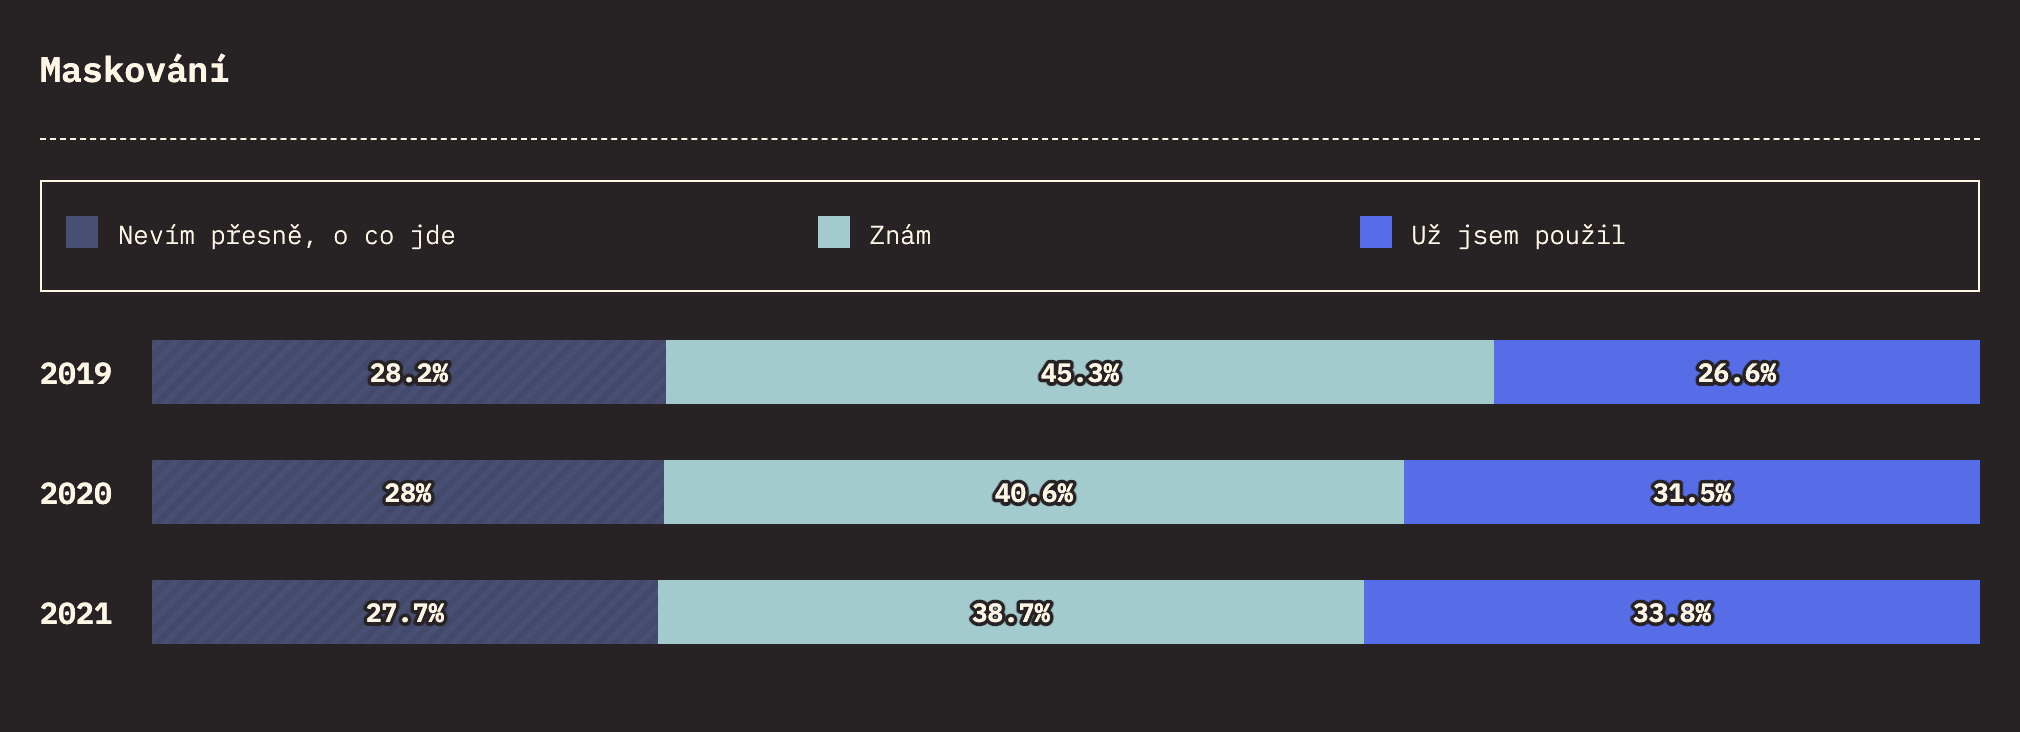 Maskování
Nevím přesně, o co jde Znám Už jsem použil
2019 28.2% 45.3% 26.6%
2020 28% 40.6% 31.5%
2021 27.7% 38.7% 33.8%